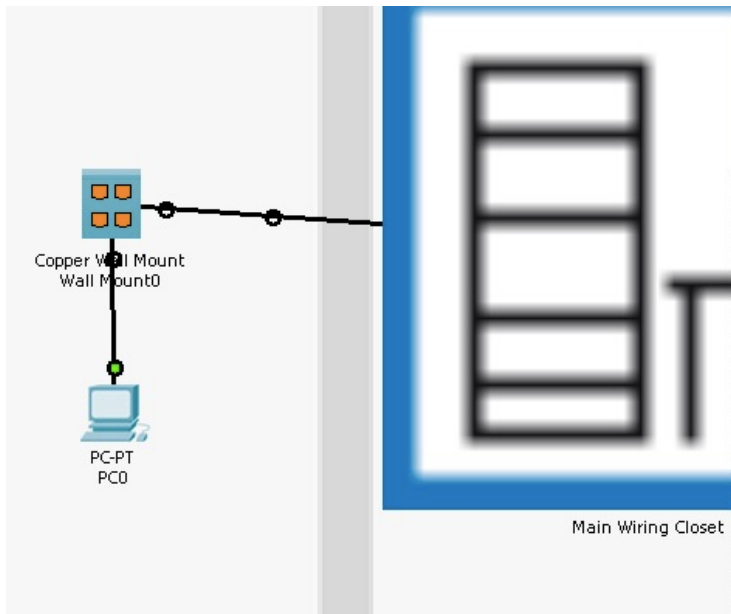 Copper Wall Mount
Wall Mount0
PC-PT
PC0
Main Wiring Closet